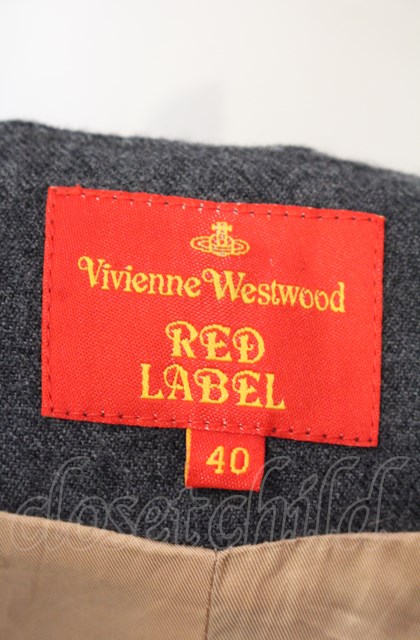 Vivienne Westwood
RED
LABEL
40
closetchild